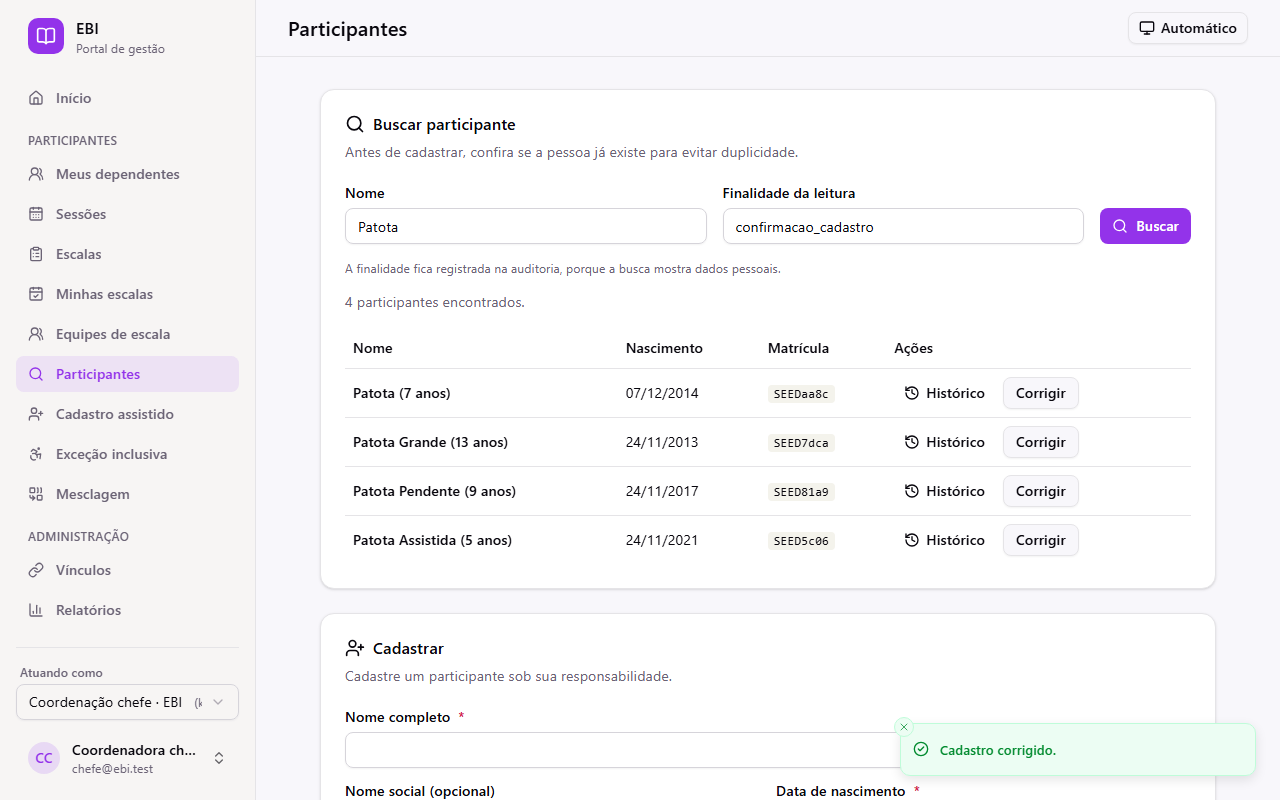 EBI
Portal de gestão
Início
PARTICIPANTES
Meus dependentes
Sessões
Escalas
Minhas escalas
Equipes de escala
Participantes
Cadastro assistido
Exceção inclusiva
Mesclagem
ADMINISTRAÇÃO
Vínculos
Relatórios
Atuando como
Coordenação chefe · EBI
CC
Coordenadora ch...
chefe@ebi.test
Participantes
Automático
Buscar participante
Antes de cadastrar, confira se a pessoa já existe para evitar duplicidade.
Nome
Finalidade da leitura
Patota
confirmacao_cadastro
Buscar
A finalidade fica registrada na auditoria, porque a busca mostra dados pessoais.
4 participantes encontrados.
Nome Nascimento Matrícula Ações
Patota (7 anos) 07/12/2014 SEEDaa8c Histórico Corrigir
Patota Grande (13 anos) 24/11/2013 SEED7dca Histórico Corrigir
Patota Pendente (9 anos) 24/11/2017 SEED81a9 Histórico Corrigir
Patota Assistida (5 anos) 24/11/2021 SEED5c06 Histórico Corrigir
Cadastrar
Cadastre um participante sob sua responsabilidade.
Nome completo *
Nome social (opcional)
Data de nascimento *
Cadastro corrigido.